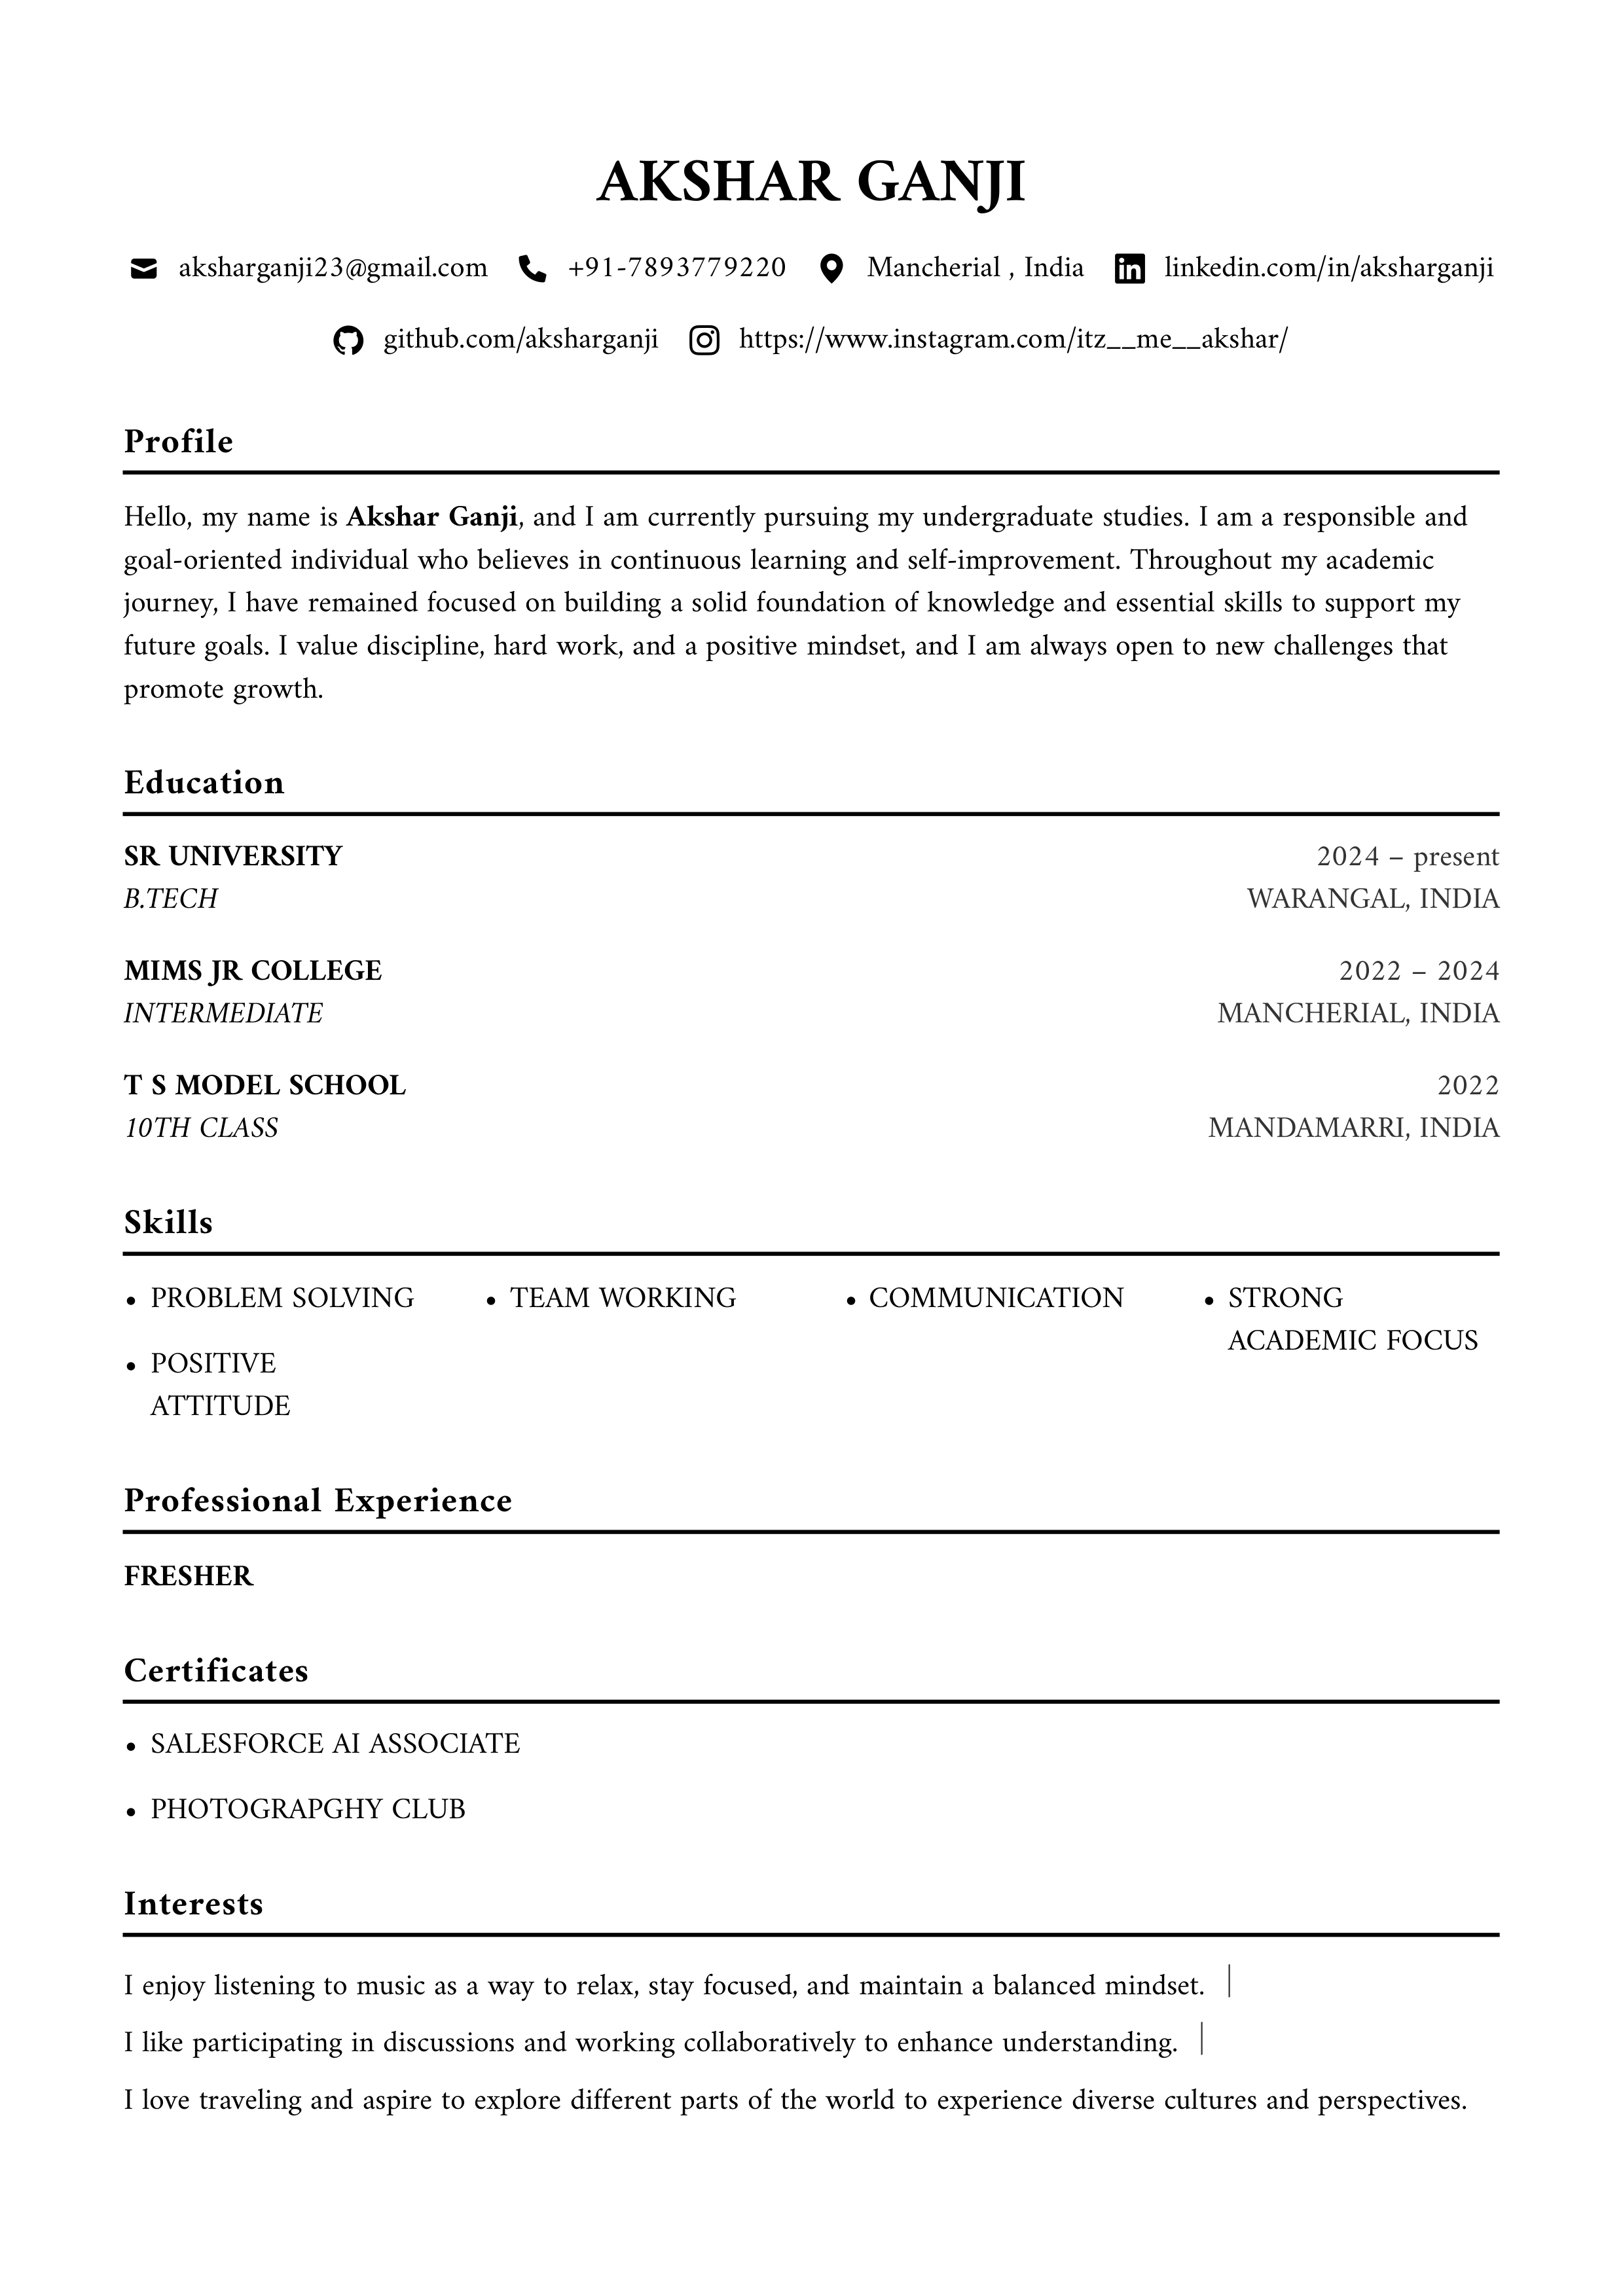 AKSHAR GANJI
aksharganji23@gmail.com +91-7893779220 Mancherial , India linkedin.com/in/aksharganji
github.com/aksharganji https://www.instagram.com/itz__me__akshar/
Profile
Hello, my name is Akshar Ganji, and I am currently pursuing my undergraduate studies. I am a responsible and
goal-oriented individual who believes in continuous learning and self-improvement. Throughout my academic
journey, I have remained focused on building a solid foundation of knowledge and essential skills to support my
future goals. I value discipline, hard work, and a positive mindset, and I am always open to new challenges that
promote growth.
Education
SR UNIVERSITY 2024 – present
B.TECH WARANGAL, INDIA
MIMS JR COLLEGE 2022 – 2024
INTERMEDIATE MANCHERIAL, INDIA
T S MODEL SCHOOL 2022
10TH CLASS MANDAMARRI, INDIA
Skills
• PROBLEM SOLVING • TEAM WORKING • COMMUNICATION • STRONG
ACADEMIC FOCUS
• POSITIVE
ATTITUDE
Professional Experience
FRESHER
Certificates
• SALESFORCE AI ASSOCIATE
• PHOTOGRAPGHY CLUB
Interests
I enjoy listening to music as a way to relax, stay focused, and maintain a balanced mindset. |
I like participating in discussions and working collaboratively to enhance understanding. |
I love traveling and aspire to explore different parts of the world to experience diverse cultures and perspectives.